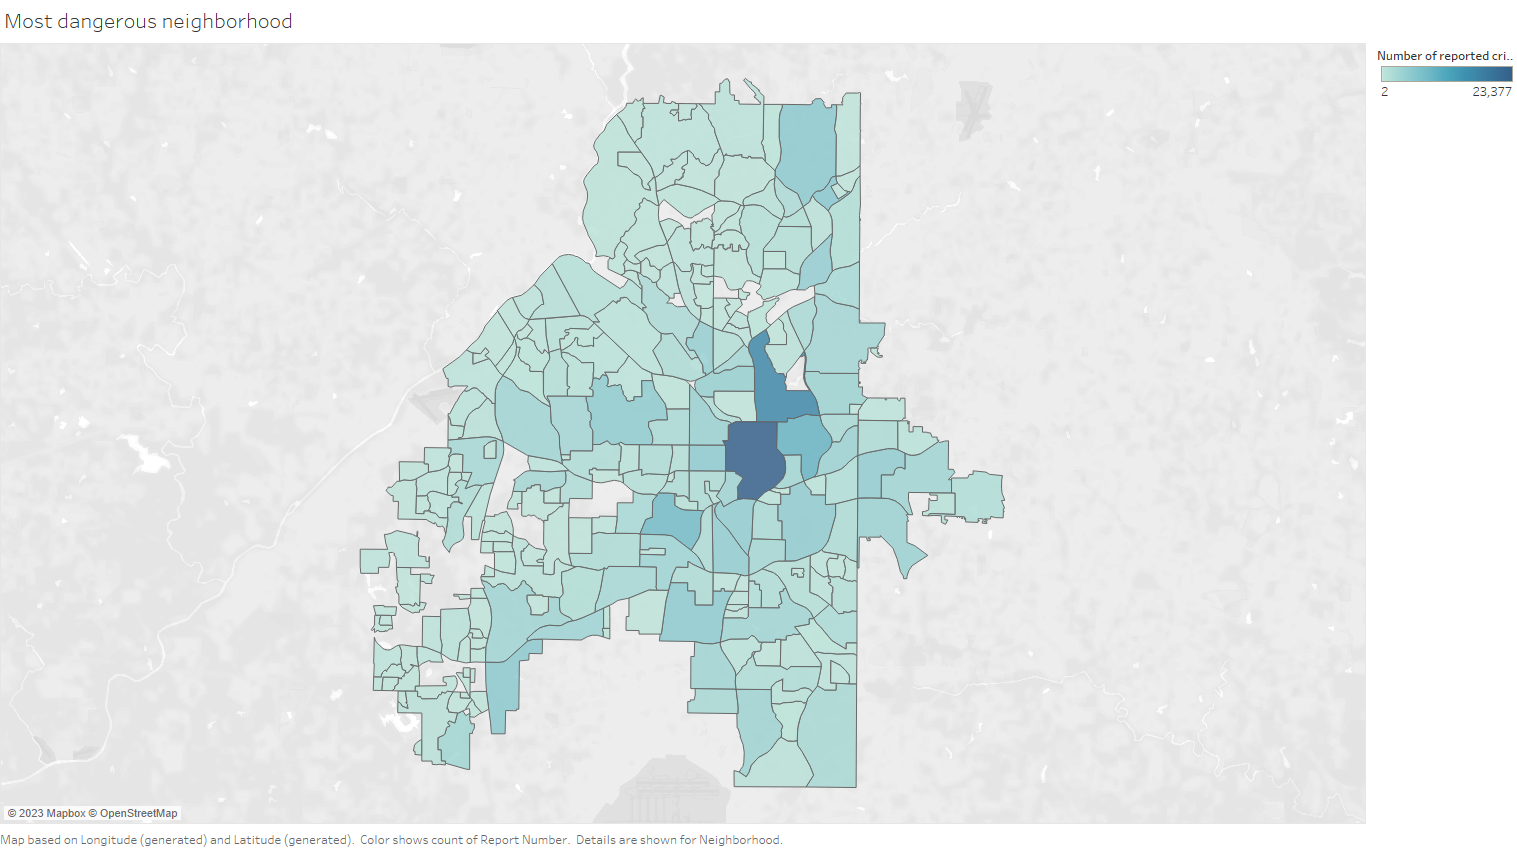 Most dangerous neighborhood
Number of reported cri..
2 23,377
© 2023 Mapbox © OpenStreetMap
Map based on Longitude (generated) and Latitude (generated).  Color shows count of Report Number.  Details are shown for Neighborhood.